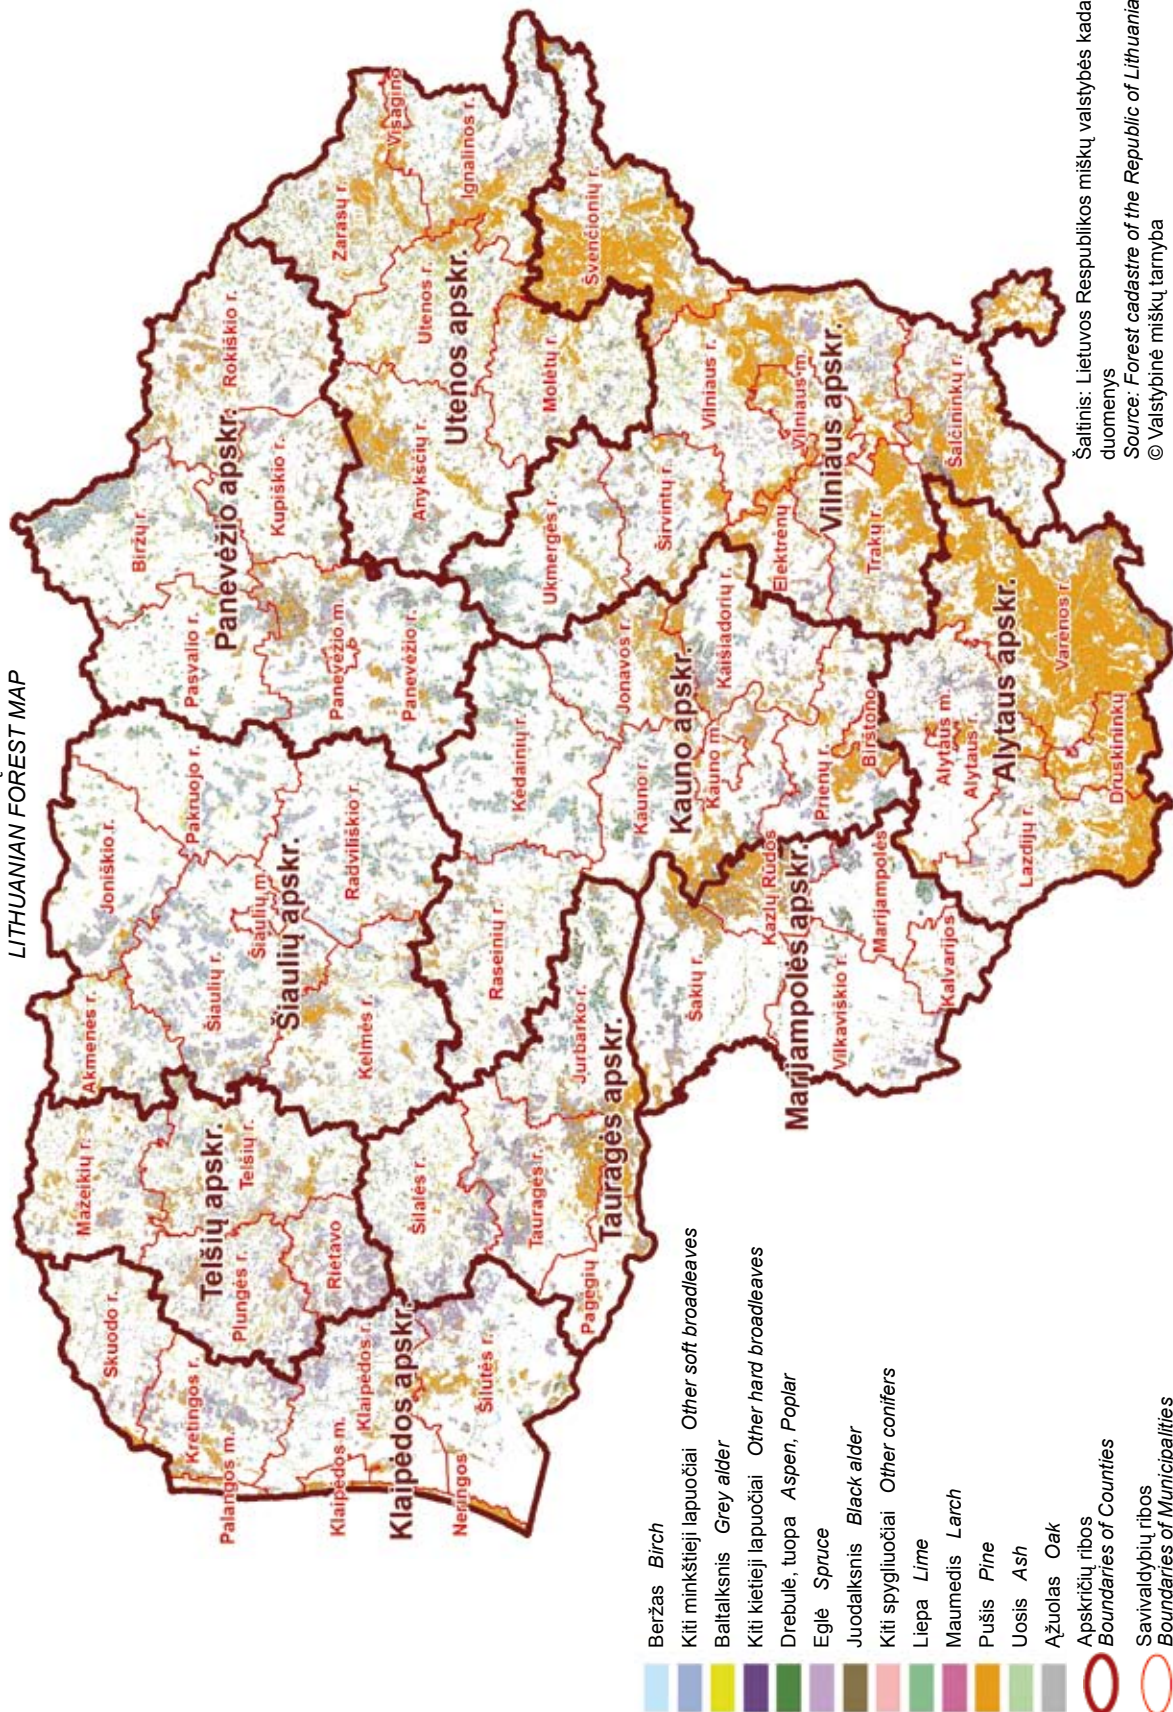 LITHUANIAN FOREST MAP
Skuodo r.
Mažeikių r.
Akmenės r.
Joniškio r.
Pakruojo r.
Pasvalio r.
Biržų r.
Rokiškio r.
Kretingos r.
Palangos m.
Plungės r.
Telšių apskr.
Telšių r.
Šiaulių r.
Šiaulių m.
Šiaulių apskr.
Radviliškio r.
Panevėžio apskr.
Panevėžio m.
Panevėžio r.
Kupiškio r.
Zarasų r.
Visagino
Klaipėdos m.
Klaipėdos r.
Klaipėdos apskr.
Rietavo
Kelmės r.
Anykščių r.
Utenos r.
Utenos apskr.
Ignalinos r.
Neringos
Šilutės r.
Šilalės r.
Raseinių r.
Kėdainių r.
Ukmergės r.
Molėtų r.
Švenčionių r.
Pagėgių
Tauragės r.
Tauragės apskr.
Jurbarko r.
Kauno r.
Jonavos r.
Kauno apskr.
Kauno m.
Kaišiadorių r.
Širvintų r.
Vilniaus r.
Vilniaus m.
Vilniaus apskr.
Elektrėnų
Trakų r.
Šalčininkų r.
Šakių r.
Kazlų Rūdos
Marijampolės apskr.
Vilkaviškio r.
Marijampolės
Kalvarijos
Prienų r.
Birštono
Alytaus m.
Alytaus r.
Alytaus apskr.
Lazdijų r.
Varėnos r.
Druskininkų
Beržas Birch
Kiti minkštieji lapuočiai Other soft broadleaves
Baltalksnis Grey alder
Kiti kietieji lapuočiai Other hard broadleaves
Drebulė, tuopa Aspen, Poplar
Eglė Spruce
Juodalksnis Black alder
Kiti spygliuočiai Other conifers
Liepa Lime
Maumedis Larch
Pušis Pine
Uosis Ash
Ąžuolas Oak
Apskričių ribos
Boundaries of Counties
Savivaldybių ribos
Boundaries of Municipalities
Šaltinis: Lietuvos Respublikos miškų valstybės kada
duomenys
Source: Forest cadastre of the Republic of Lithuania
© Valstybinė miškų tarnyba